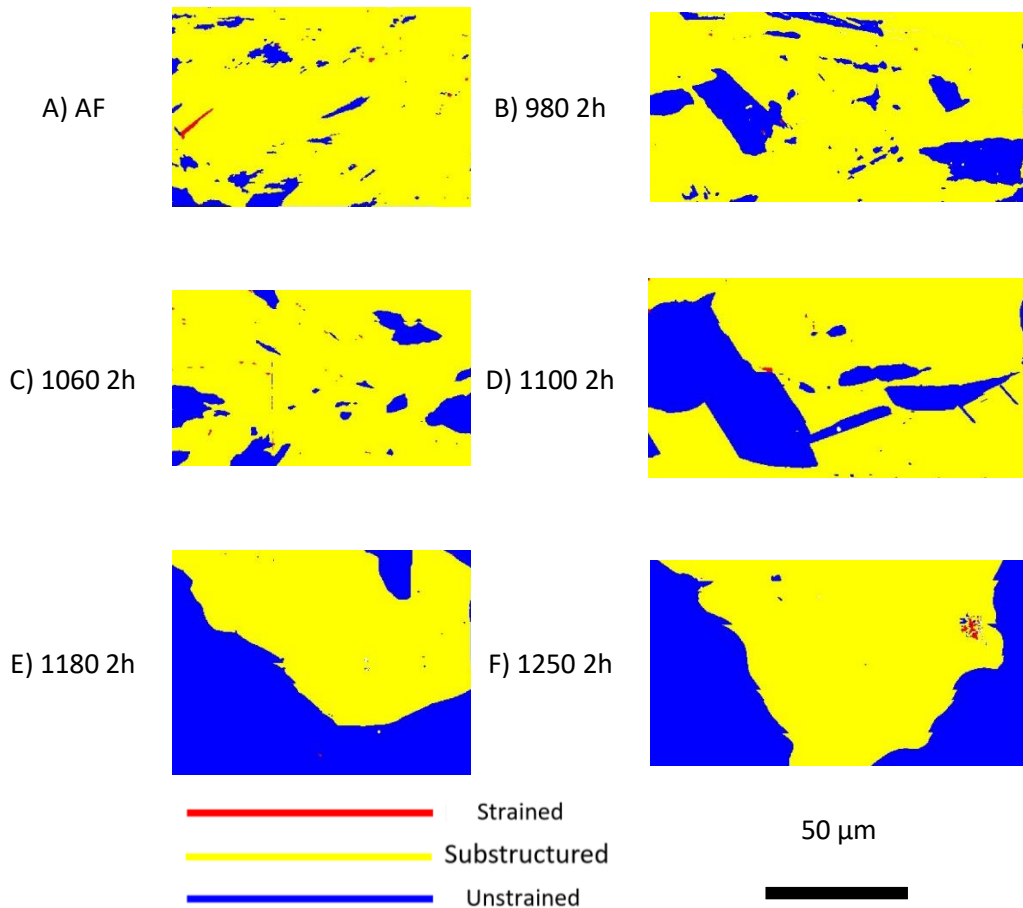 A) AF
B) 980 2h
C) 1060 2h
D) 1100 2h
E) 1180 2h
F) 1250 2h
Strained
Substructured
Unstrained
50 μm